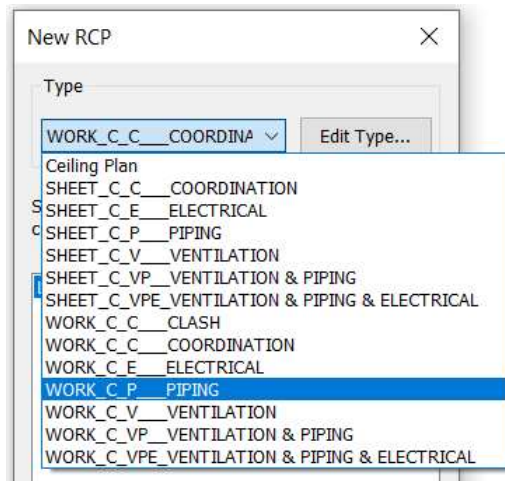 New RCP
Type
WORK_C_C___COORDINA
Edit Type...
Ceiling Plan
SHEET_C_C___COORDINATION
SHEET_C_E___ELECTRICAL
SHEET_C_P___PIPING
SHEET_C_V___VENTILATION
SHEET_C_VP__VENTILATION & PIPING
SHEET_C_VPE_VENTILATION & PIPING & ELECTRICAL
WORK_C_C___CLASH
WORK_C_C___COORDINATION
WORK_C_E___ELECTRICAL
WORK_C_P___PIPING
WORK_C_V___VENTILATION
WORK_C_VP__VENTILATION & PIPING
WORK_C_VPE_VENTILATION & PIPING & ELECTRICAL